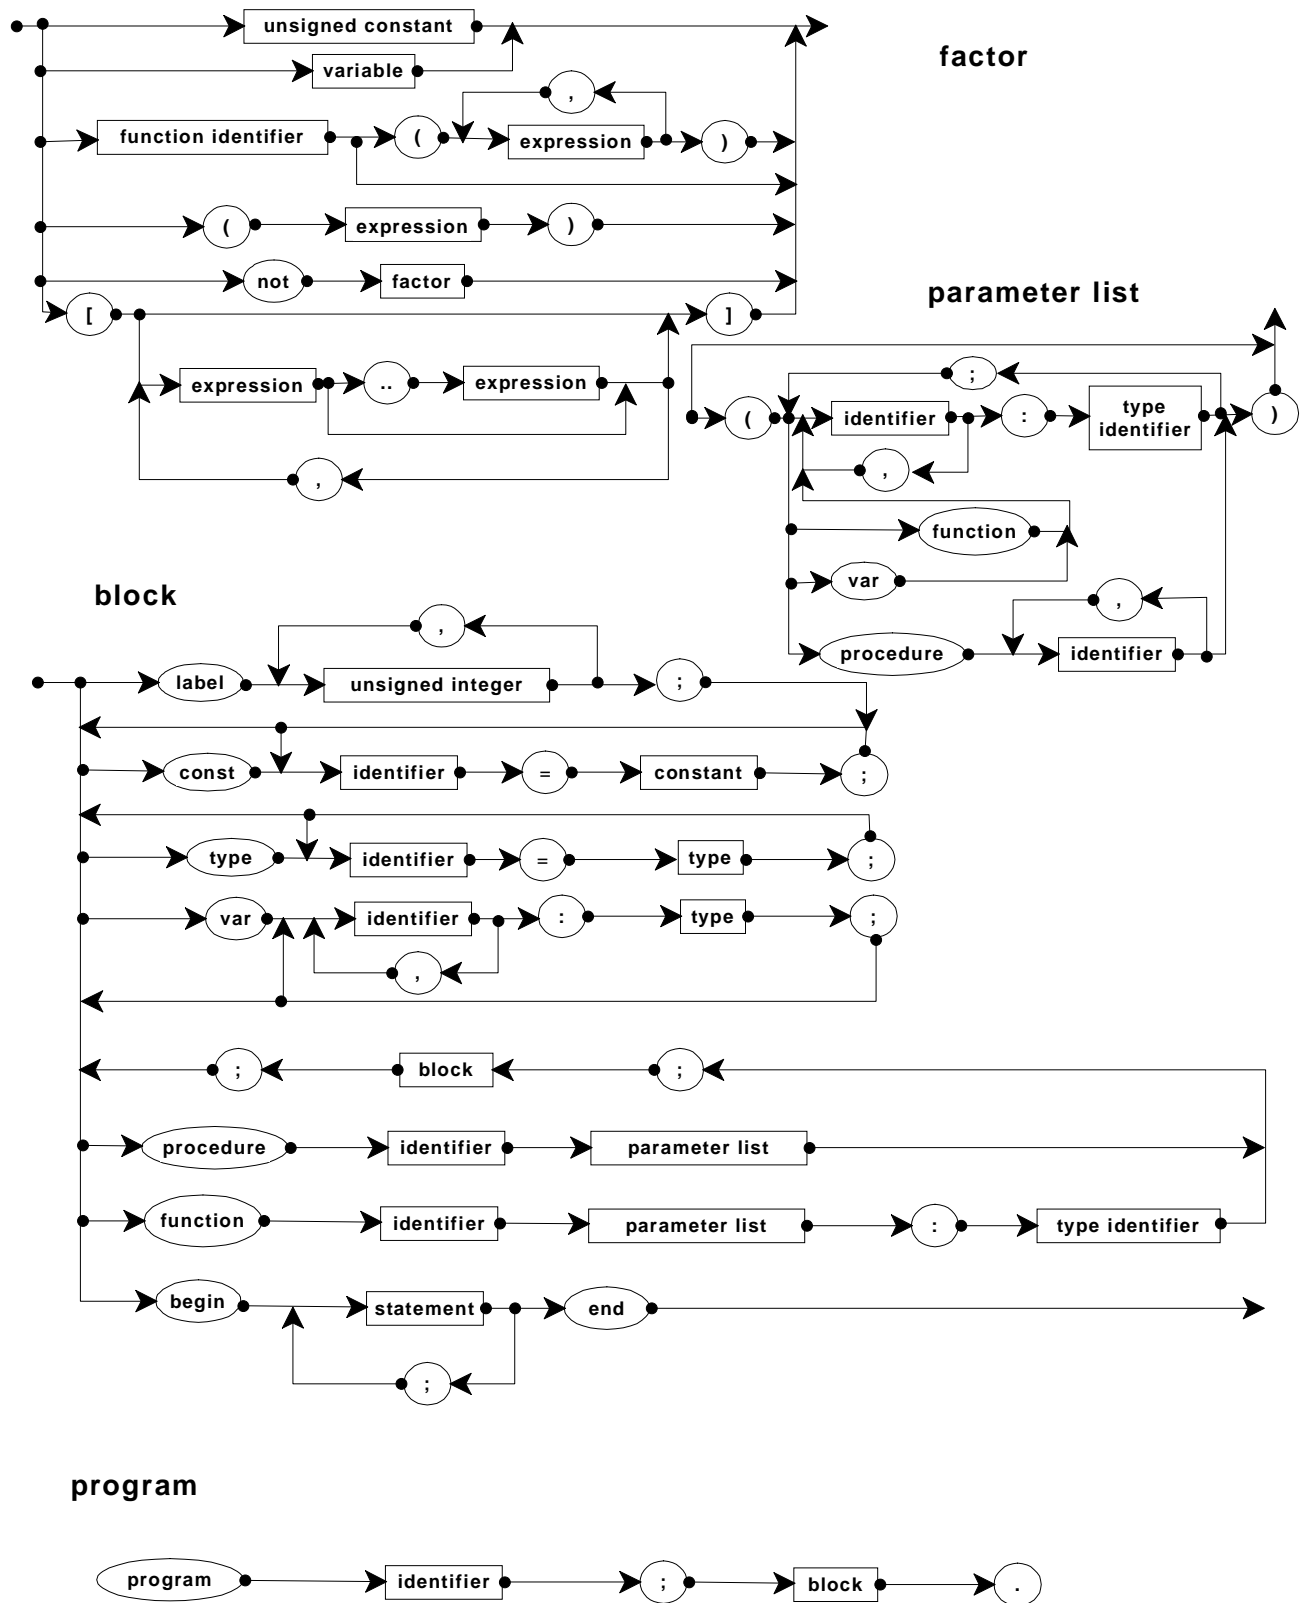 unsigned constant
factor
variable
,
function identifier ( expression )
( expression )
not factor
parameter list
[ ]
expression .. expression
,
;
( identifier : type identifier )
,
function
var
,
procedure identifier
block
,
label unsigned integer ;
const identifier = constant ;
type identifier = type ;
var identifier : type ;
,
; block ;
procedure identifier parameter list
function identifier parameter list : type identifier
begin statement end
;
program
program identifier ; block .